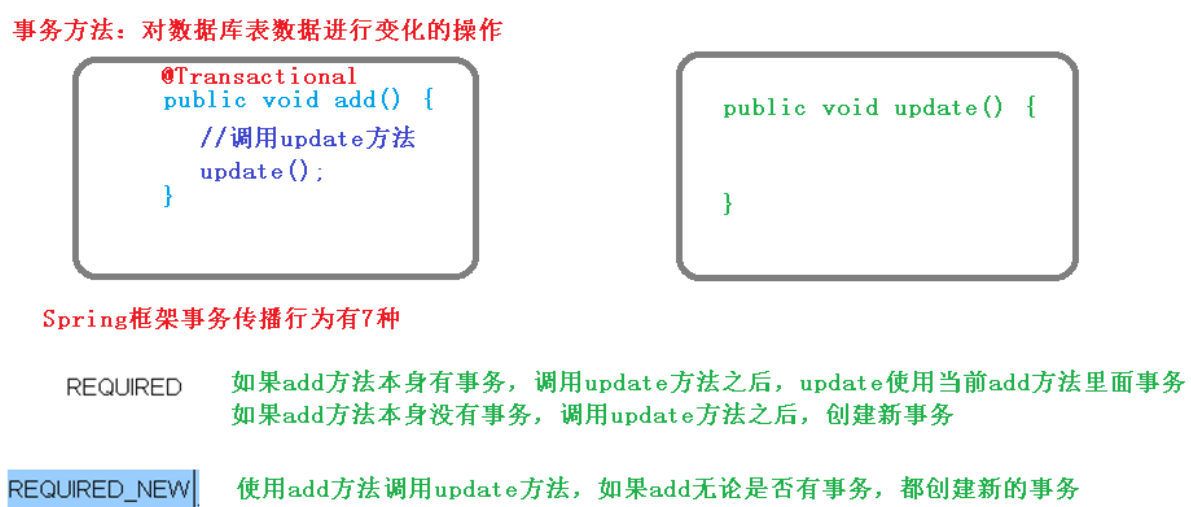 事务方法：对数据库表数据进行变化的操作
@Transactional
public void add() {
//调用update方法
update();
}
public void update() {
}
Spring框架事务传播行为有7种
REQUIRED
如果add方法本身有事务，调用update方法之后，update使用当前add方法里面事务
如果add方法本身没有事务，调用update方法之后，创建新事务
REQUIRED_NEW
使用add方法调用update方法，如果add无论是否有事务，都创建新的事务